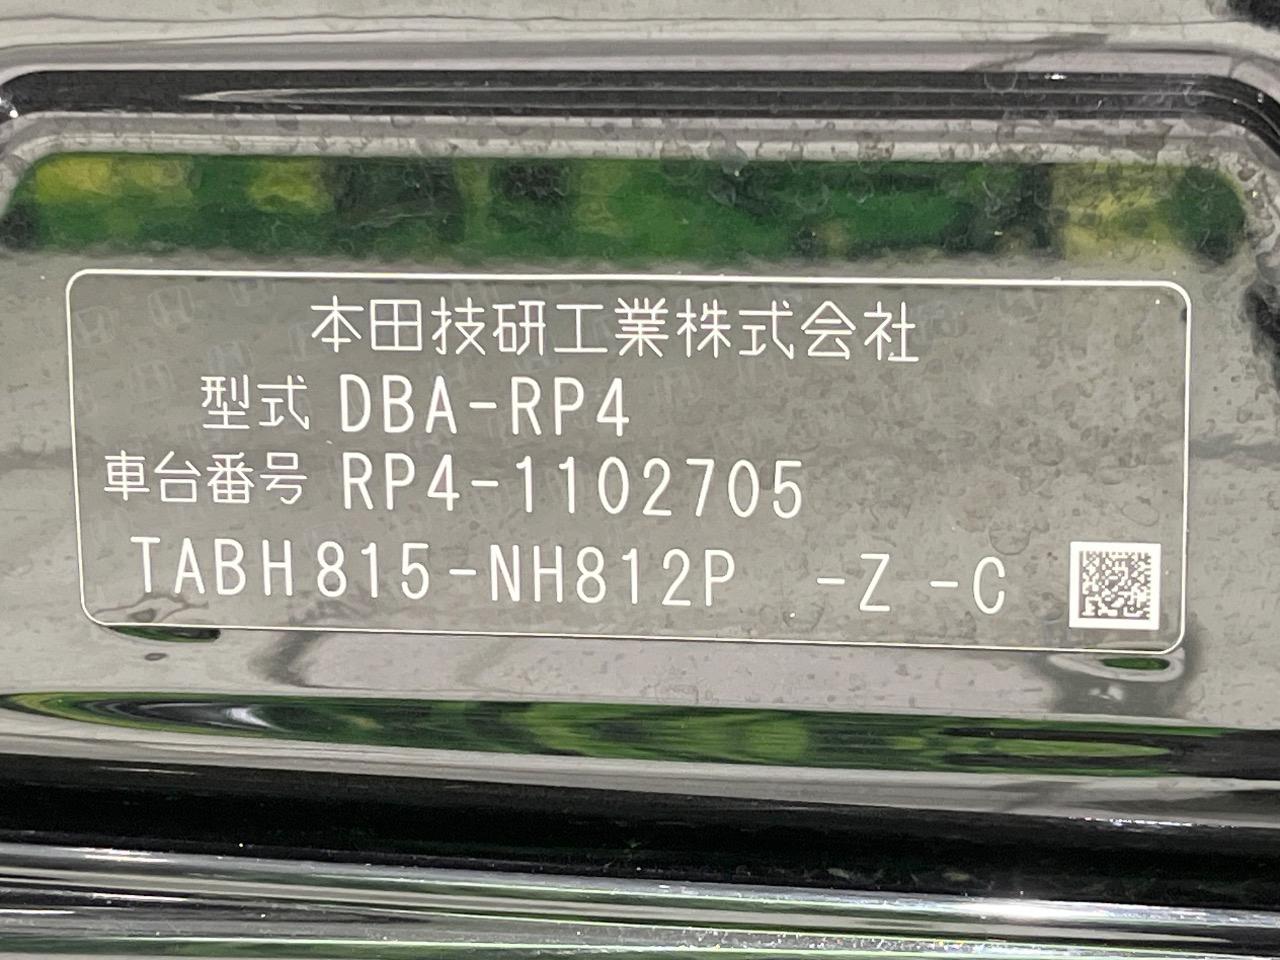 本田技研工業株式会社
型式 DBA-RP4
車台番号 RP4-1102705
TABH815-NH812P -Z -C